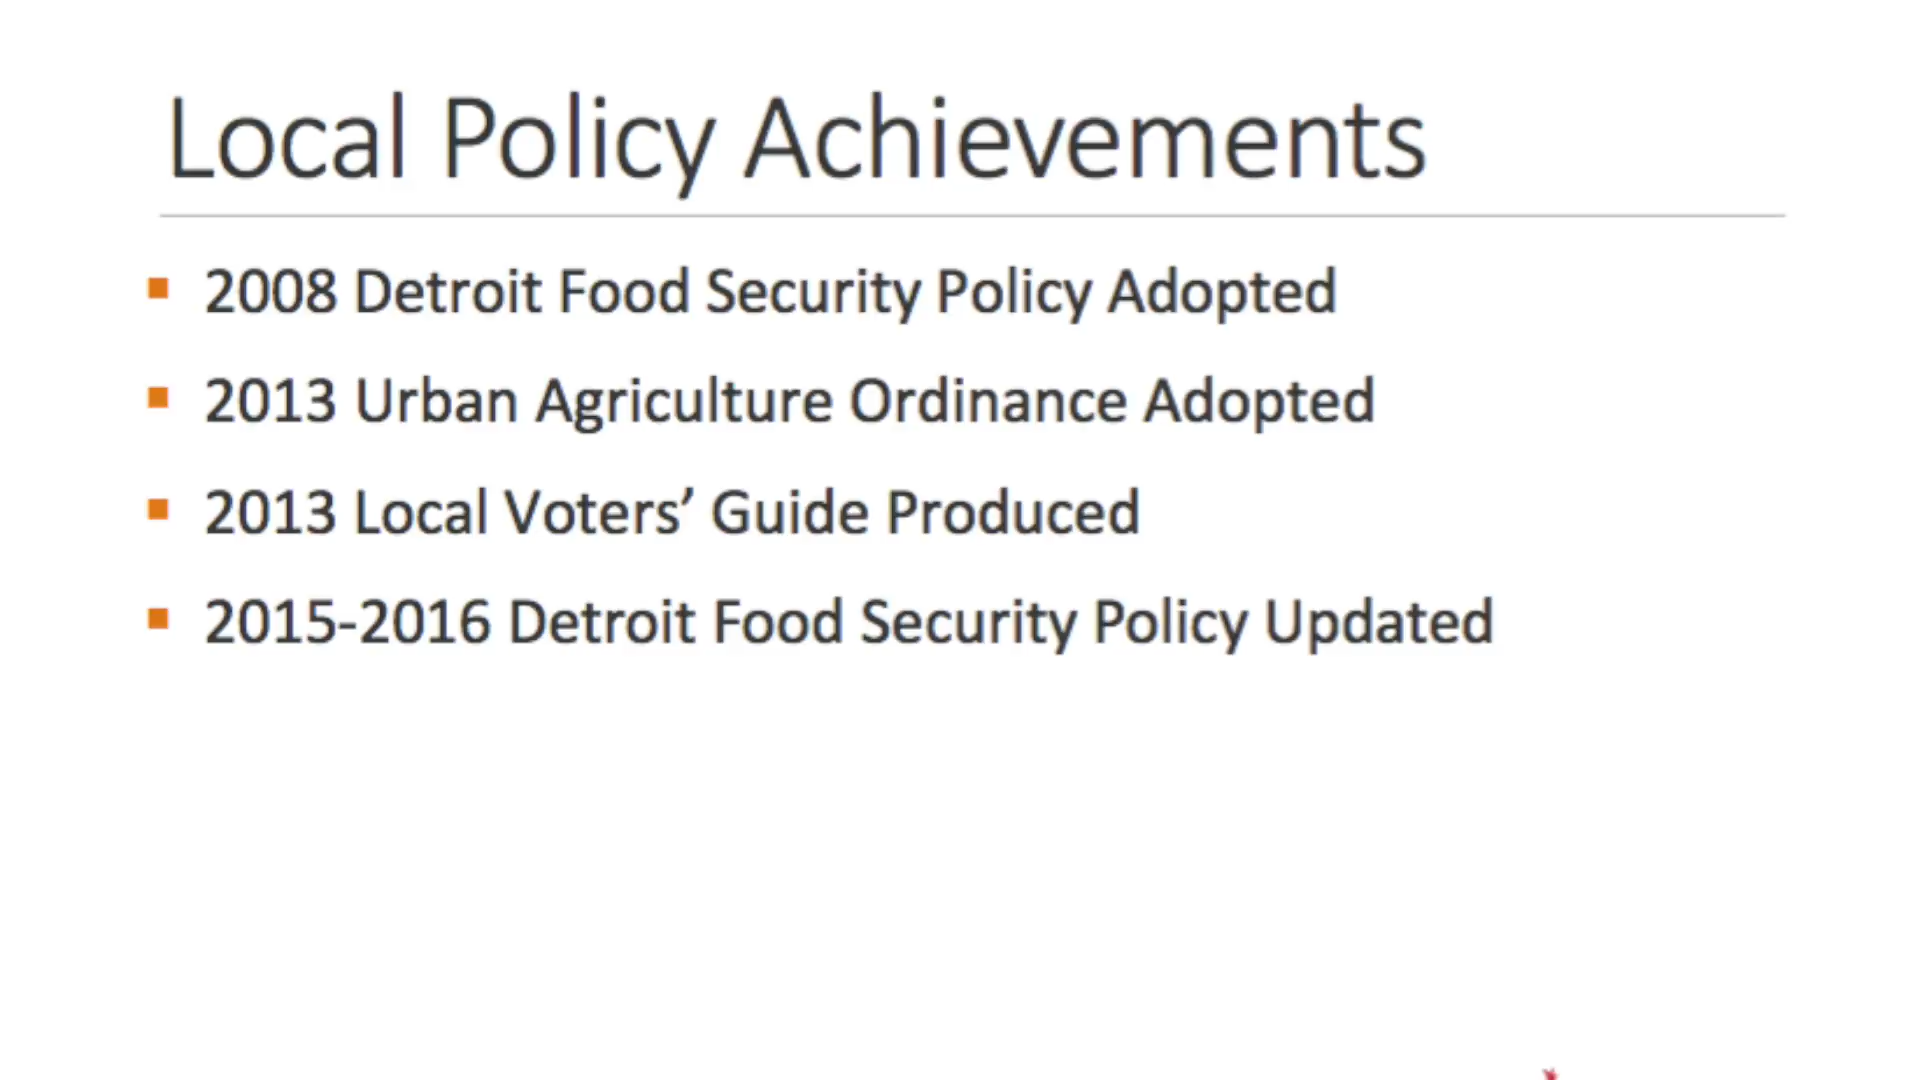 Local Policy Achievements
2008 Detroit Food Security Policy Adopted
2013 Urban Agriculture Ordinance Adopted
2013 Local Voters’ Guide Produced
2015-2016 Detroit Food Security Policy Updated